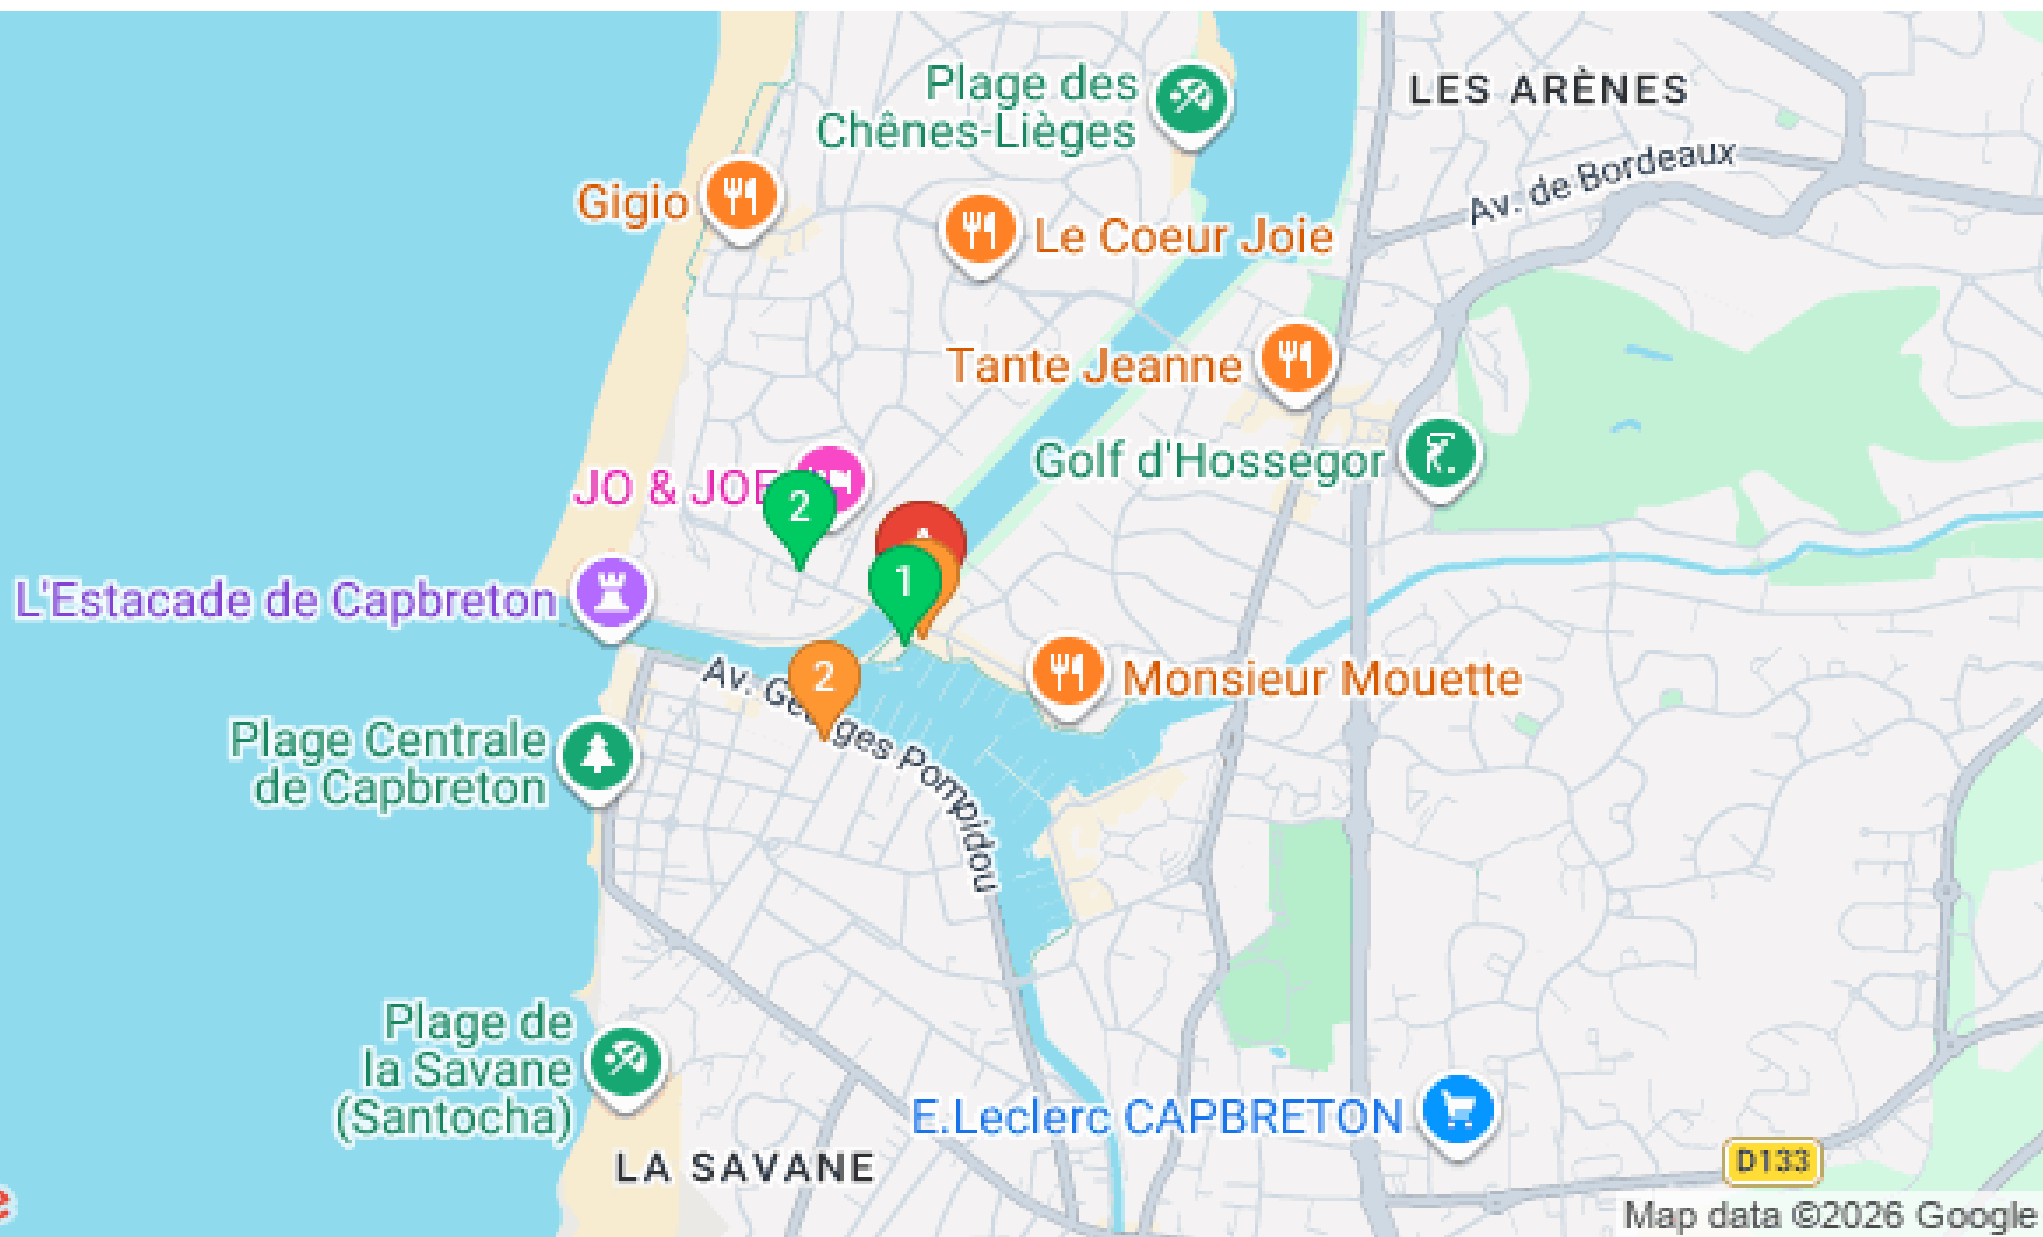 Plage des
Chênes-Lièges
LES ARÈNES
Av. de Bordeaux
Gigio
Le Coeur Joie
Tante Jeanne
Golf d'Hossegor
JO & JOE
2
1
L'Estacade de Capbreton
Monsieur Mouette
2
Av. Georges Pompidou
Plage Centrale
de Capbreton
Plage de
la Savane
(Santocha)
E.Leclerc CAPBRETON
LA SAVANE
D133
e
Map data ©2026 Google